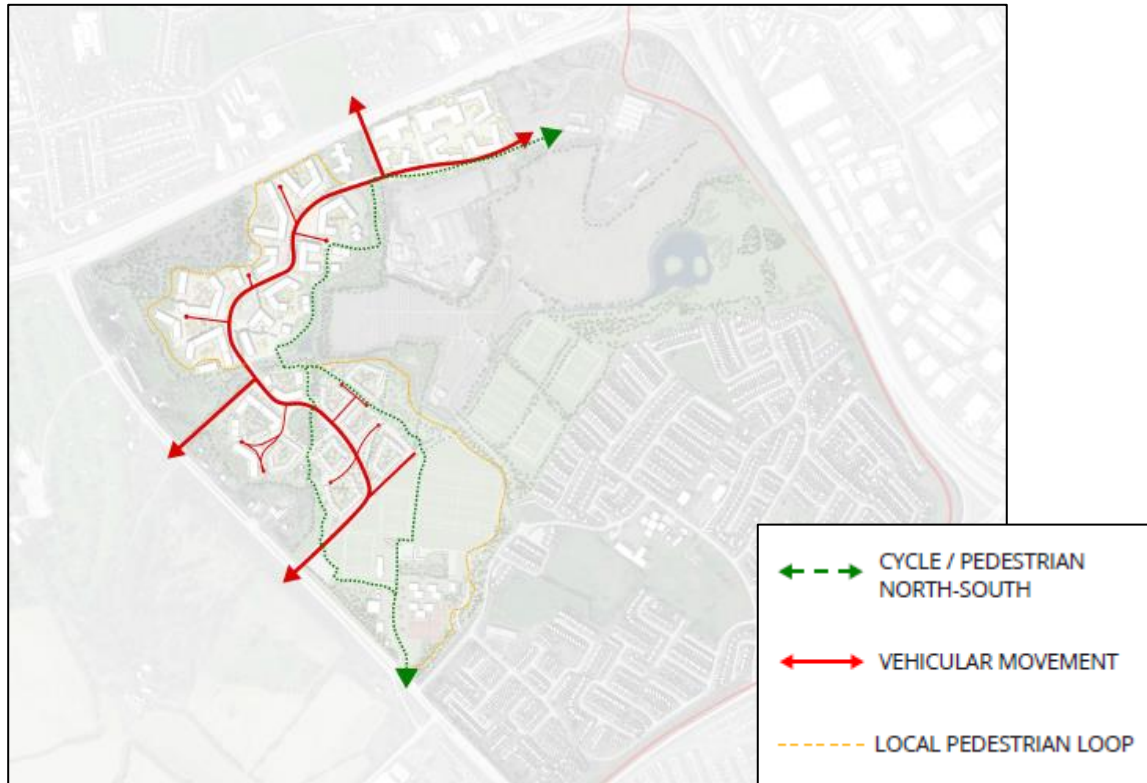 CYCLE / PEDESTRIAN
NORTH-SOUTH
VEHICULAR MOVEMENT
LOCAL PEDESTRIAN LOOP